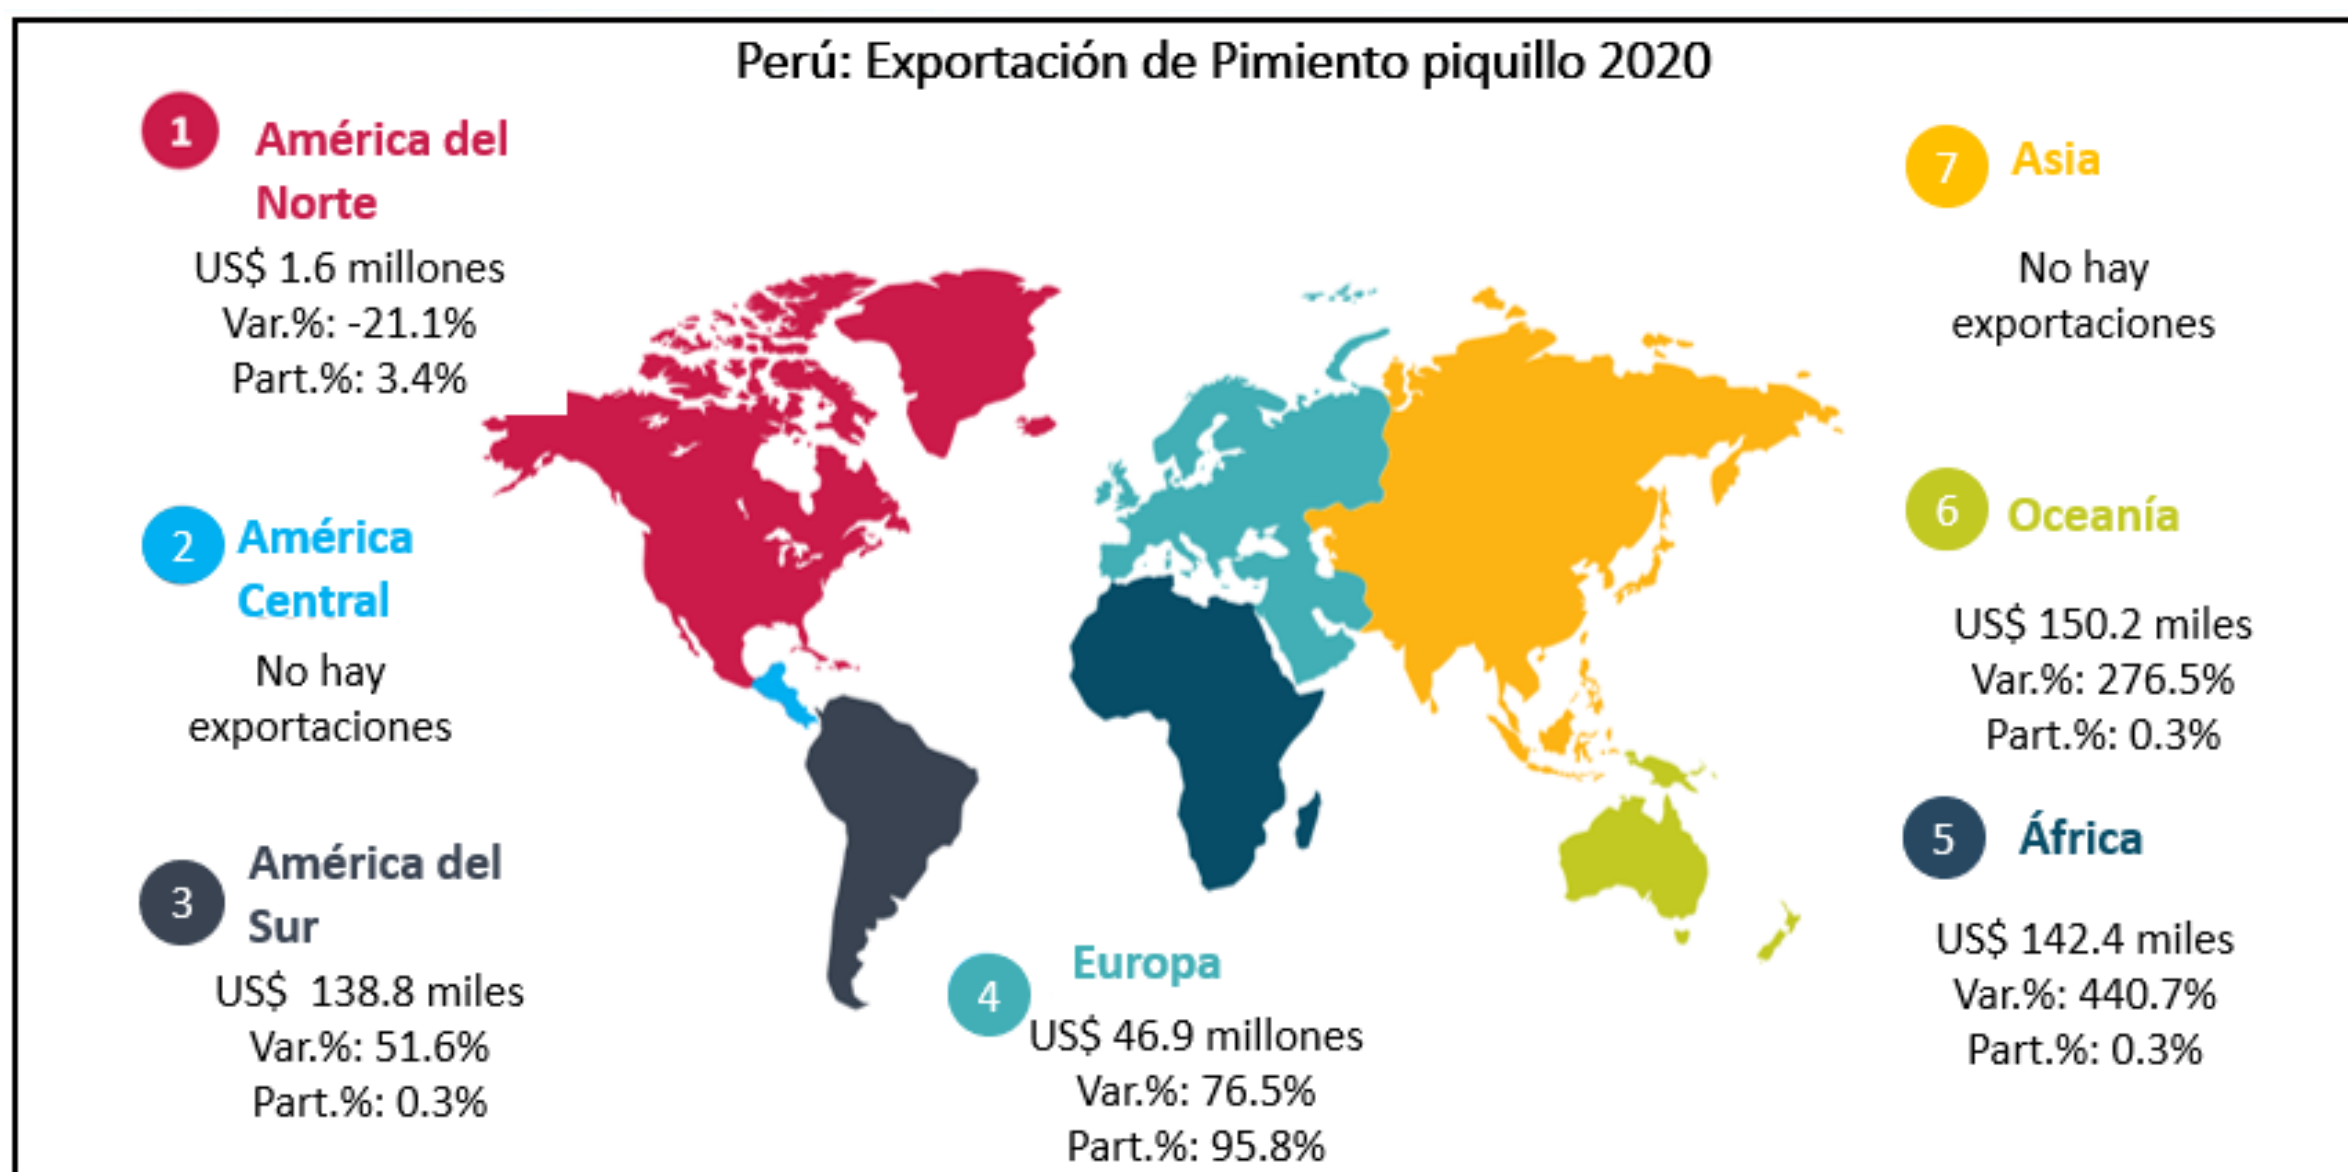 Perú: Exportación de Pimiento piquillo 2020
1
América del
Norte
US$ 1.6 millones
Var.%: -21.1%
Part.%: 3.4%
2
América
Central
No hay
exportaciones
3
América del
Sur
US$ 138.8 miles
Var.%: 51.6%
Part.%: 0.3%
4
Europa
US$ 46.9 millones
Var.%: 76.5%
Part.%: 95.8%
7
Asia
No hay
exportaciones
6
Oceanía
US$ 150.2 miles
Var.%: 276.5%
Part.%: 0.3%
5
África
US$ 142.4 miles
Var.%: 440.7%
Part.%: 0.3%